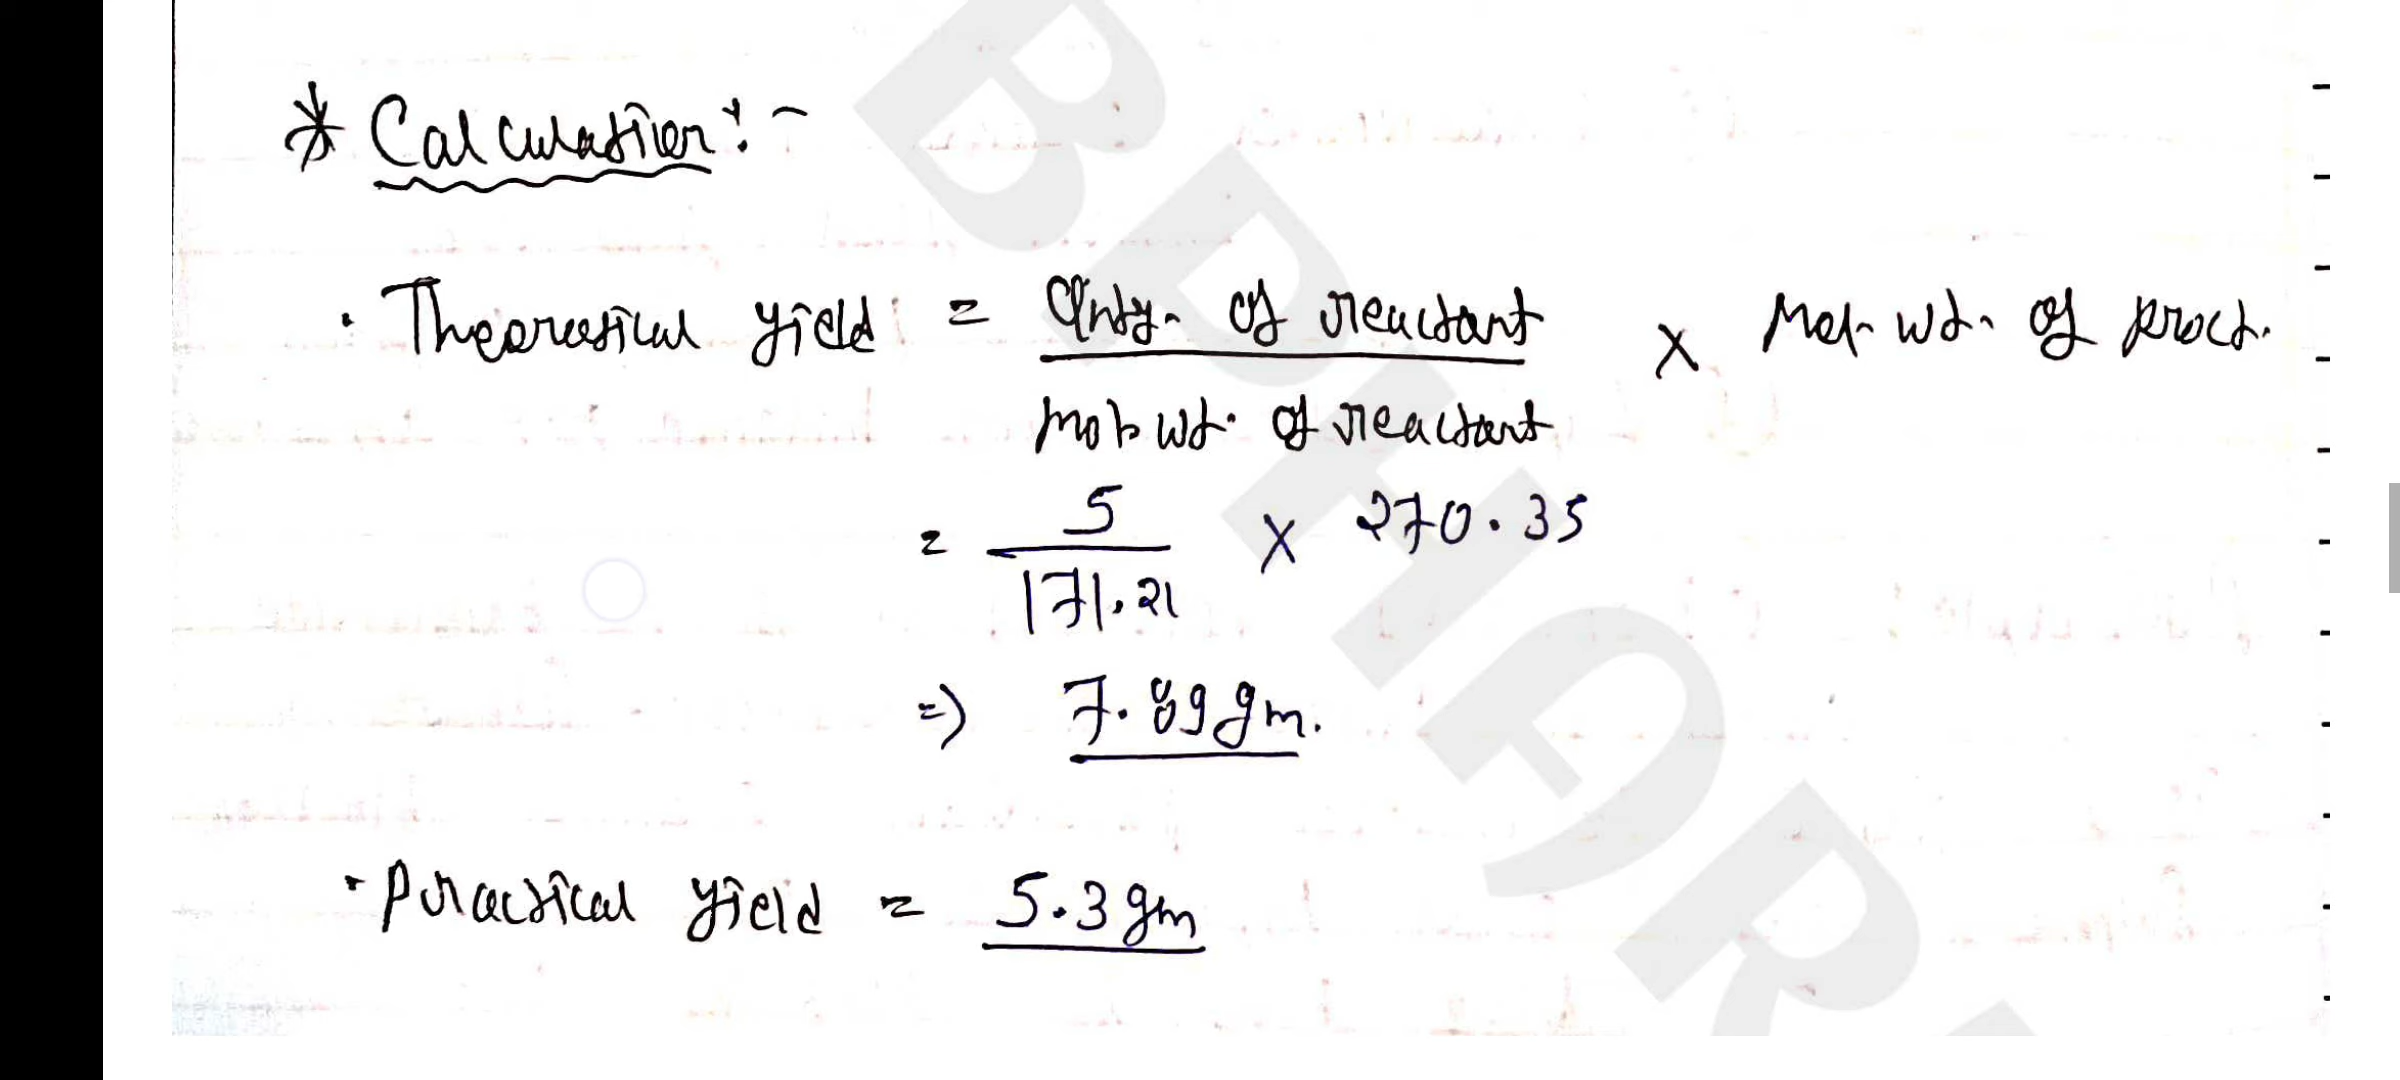 * Calculation :-
· Theoretical yield = Qnty. of reactant × Mol. wt. of prod.
Mol. wt. of reactant
= 5 × 270.35
171.21
=> 7.89 gm.
· Practical yield = 5.3 gm
BPHAR